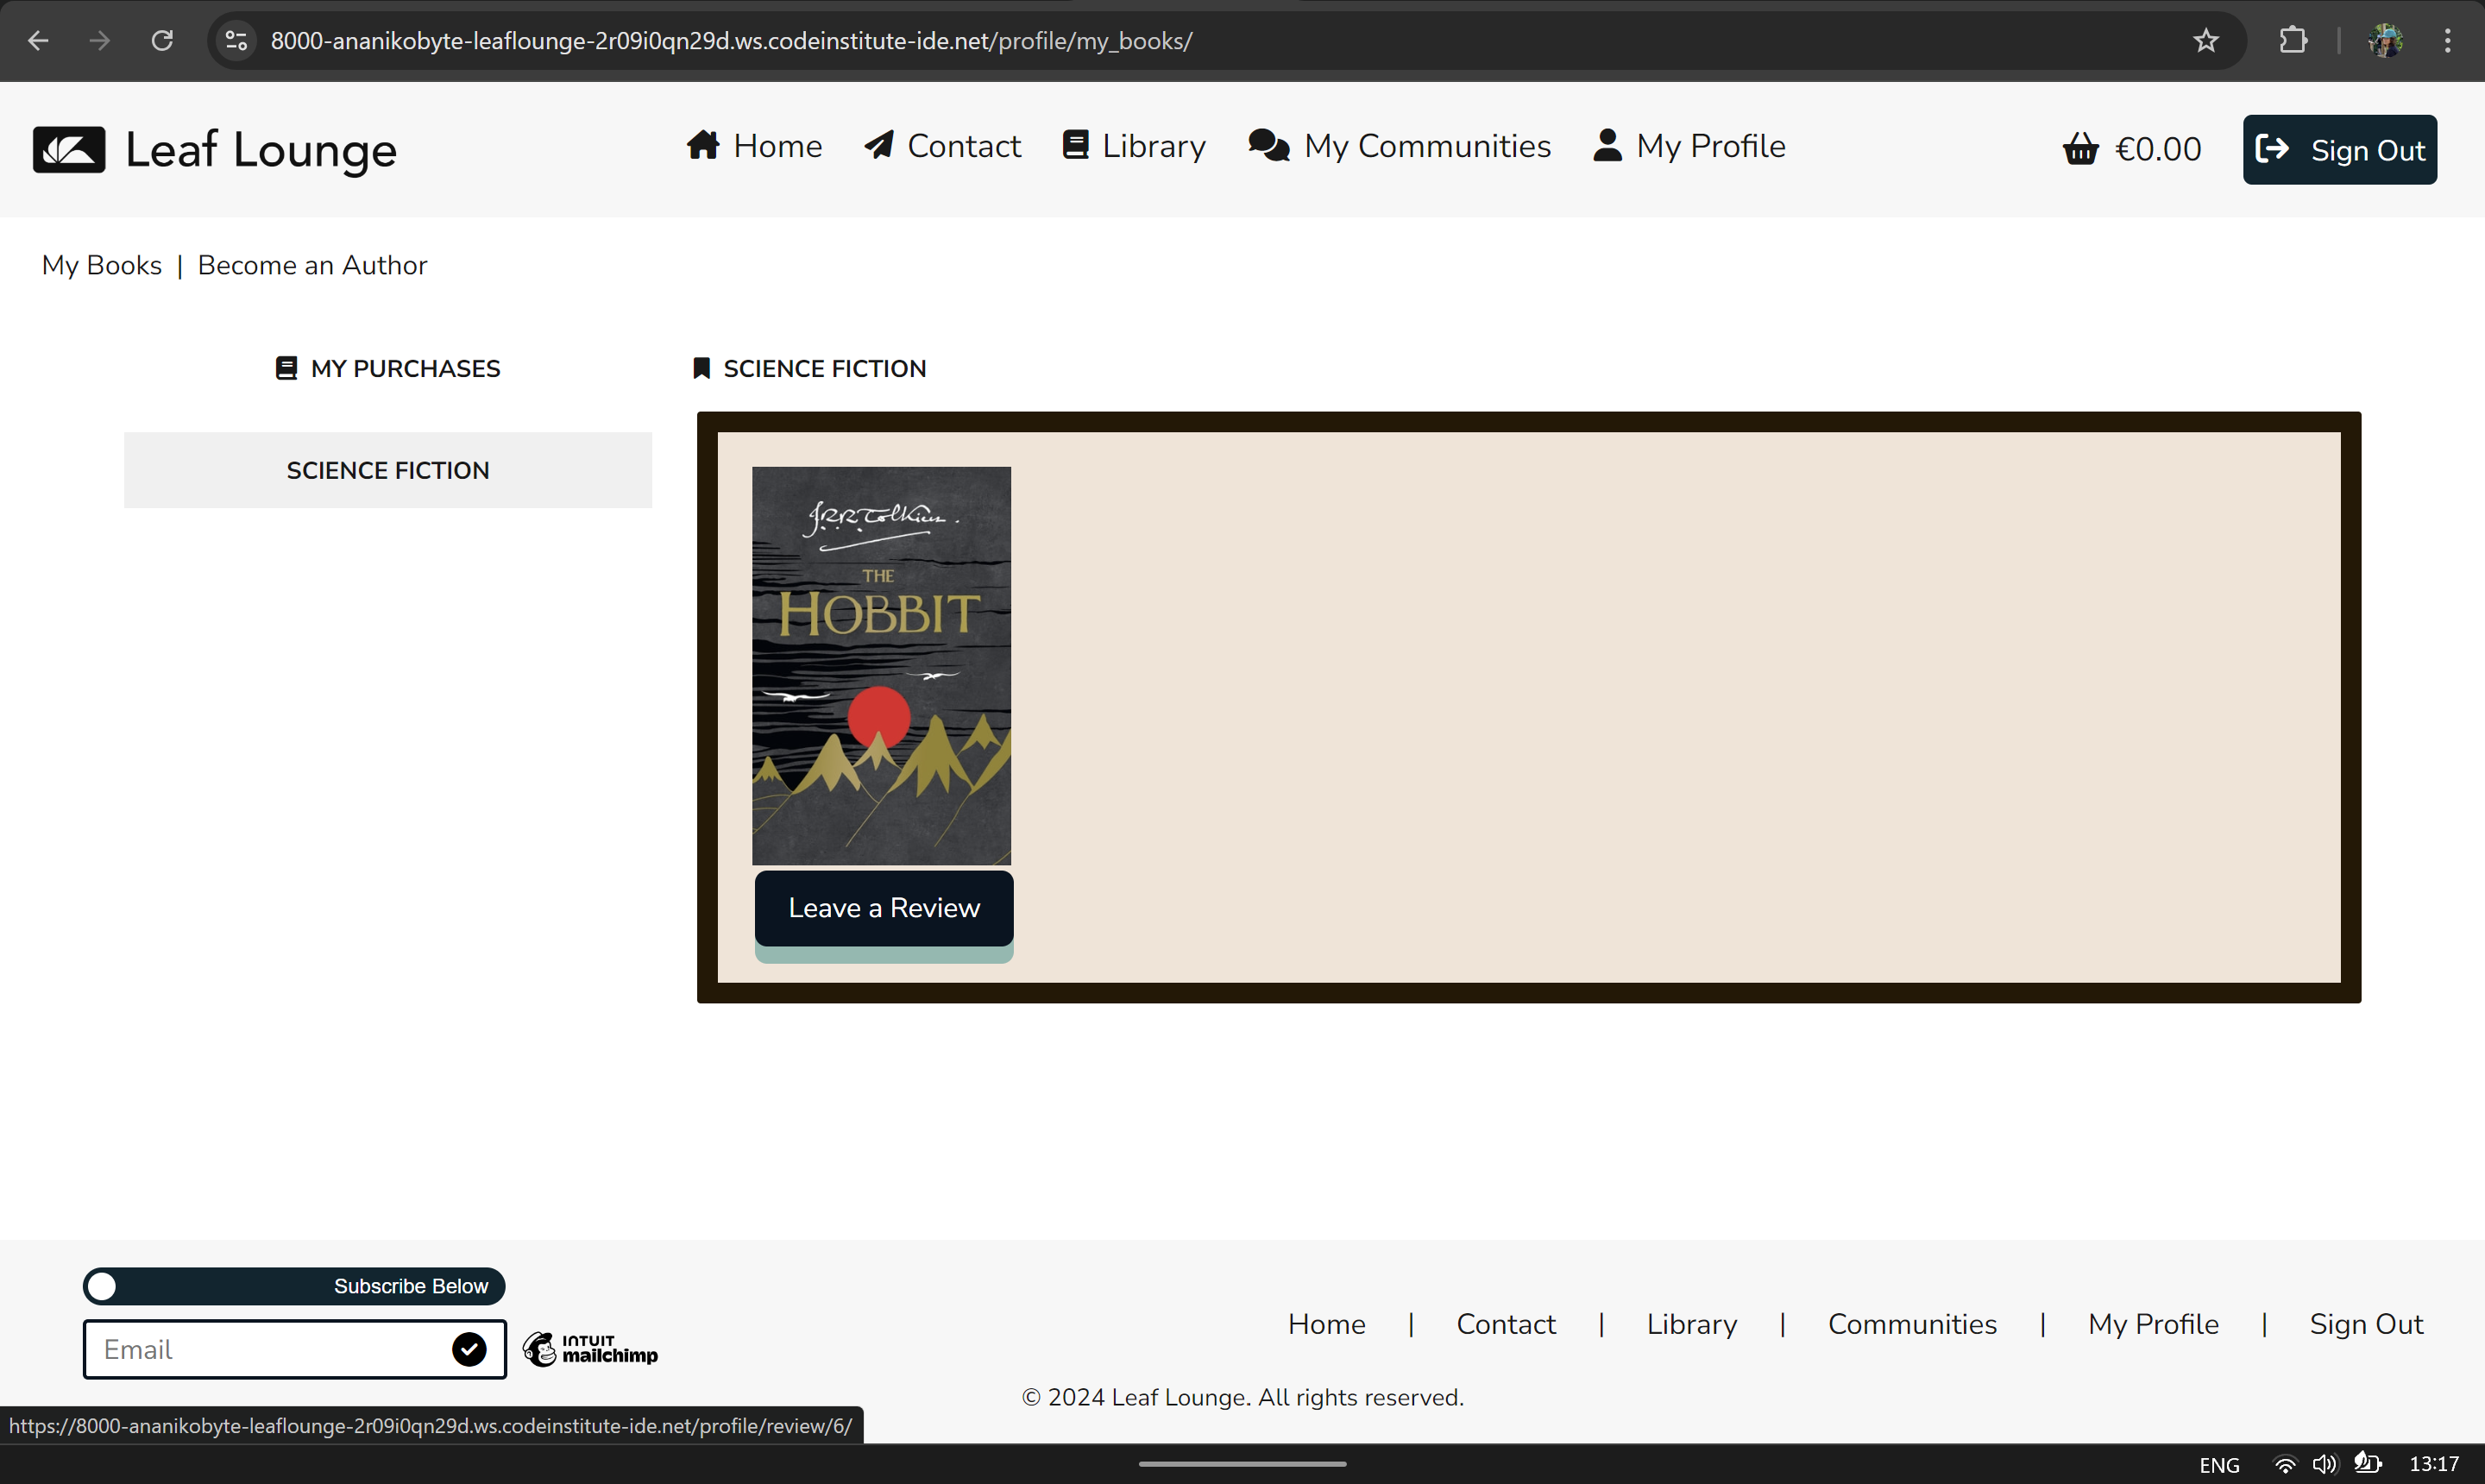 8000-ananikobyte-leaflounge-2r09i0qn29d.ws.codeinstitute-ide.net/profile/my_books/
Leaf Lounge
Home Contact Library My Communities My Profile
€0.00
Sign Out
My Books | Become an Author
MY PURCHASES
SCIENCE FICTION
SCIENCE FICTION
J.R.R. Tolkien.
THE
HOBBIT
Leave a Review
Subscribe Below
Email
INTUIT
mailchimp
Home | Contact | Library | Communities | My Profile | Sign Out
© 2024 Leaf Lounge. All rights reserved.
https://8000-ananikobyte-leaflounge-2r09i0qn29d.ws.codeinstitute-ide.net/profile/review/6/
ENG 13:17